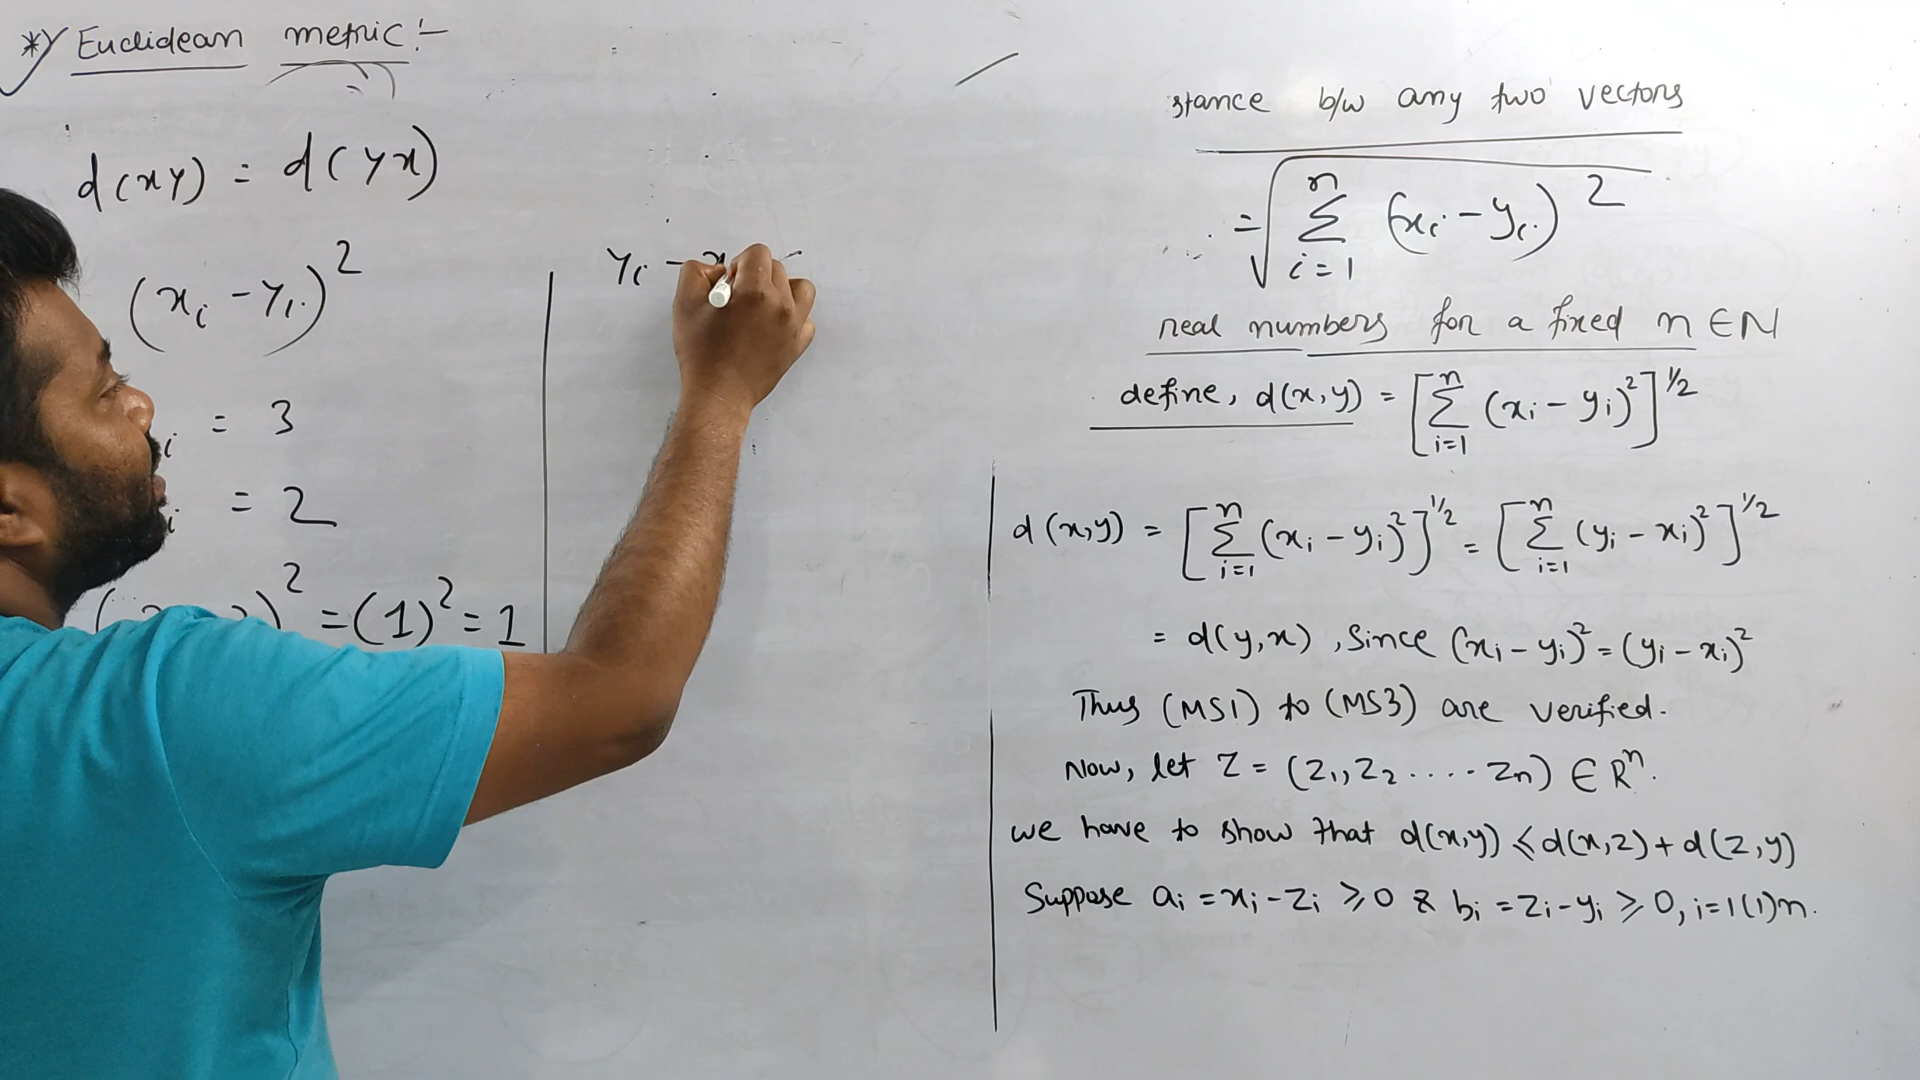 *) Euclidean metric:-
d(xy) = d(yx)
(xi - yi)²
i = 3
i = 2
)² = (1)² = 1
yi - x
stance b/w any two vectors
= √ n Σ i=1 (xi - yi)²
real numbers for a fixed n ∈ N
define, d(x,y) = [ n Σ i=1 (xi - yi)² ]^1/2
d(x,y) = [ n Σ i=1 (xi - yi)² ]^1/2 = [ n Σ i=1 (yi - xi)² ]^1/2
= d(y,x), Since (xi - yi)² = (yi - xi)²
Thus (MS1) to (MS3) are verified.
Now, let Z = (Z1, Z2 ..... Zn) ∈ Rⁿ.
we have to show that d(x,y) ≤ d(x,z) + d(z,y)
Suppose ai = xi - zi ≥ 0 & bi = zi - yi ≥ 0, i = 1(1)n.